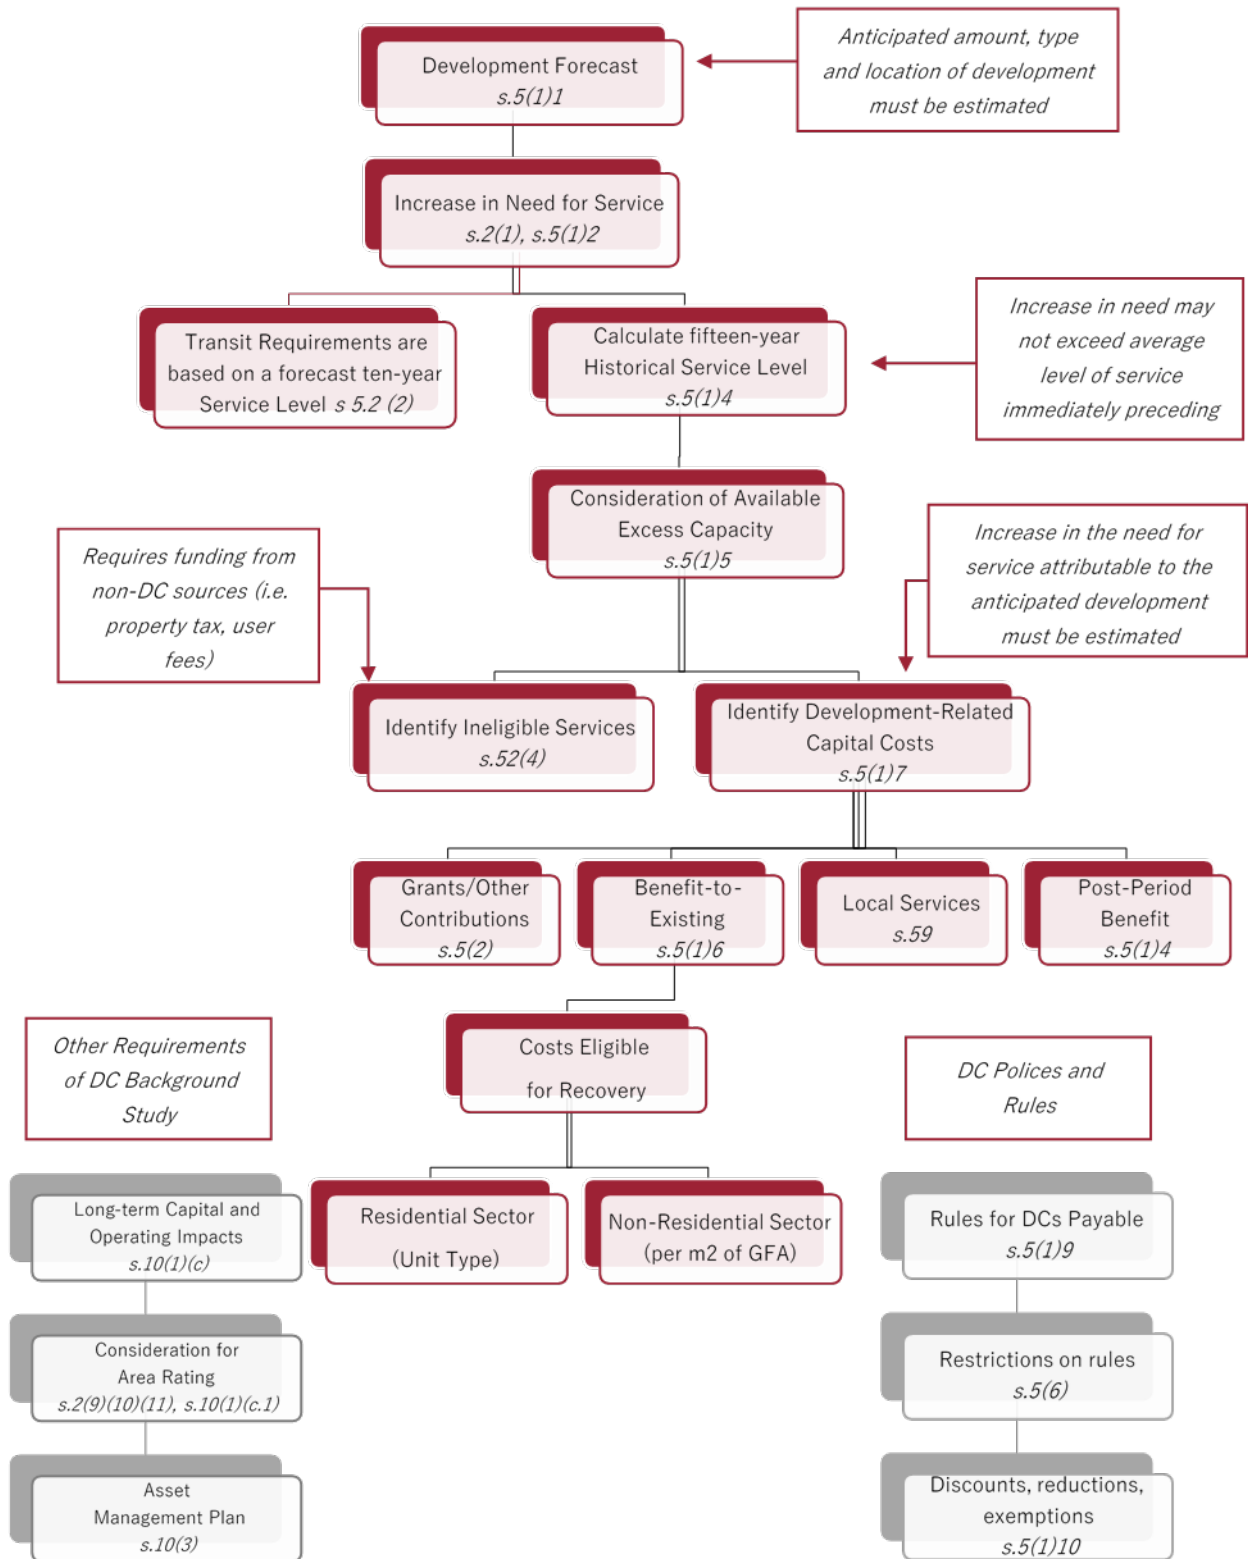 Development Forecast
s.5(1)1
Anticipated amount, type
and location of development
must be estimated
Increase in Need for Service
s.2(1), s.5(1)2
Transit Requirements are
based on a forecast ten-year
Service Level s 5.2 (2)
Calculate fifteen-year
Historical Service Level
s.5(1)4
Increase in need may
not exceed average
level of service
immediately preceding
Consideration of Available
Excess Capacity
s.5(1)5
Requires funding from
non-DC sources (i.e.
property tax, user
fees)
Increase in the need for
service attributable to the
anticipated development
must be estimated
Identify Ineligible Services
s.52(4)
Identify Development-Related
Capital Costs
s.5(1)7
Grants/Other
Contributions
s.5(2)
Benefit-to-
Existing
s.5(1)6
Local Services
s.59
Post-Period
Benefit
s.5(1)4
Costs Eligible
for Recovery
Residential Sector
(Unit Type)
Non-Residential Sector
(per m2 of GFA)
Other Requirements
of DC Background
Study
Long-term Capital and
Operating Impacts
s.10(1)(c)
Consideration for
Area Rating
s.2(9)(10)(11), s.10(1)(c.1)
Asset
Management Plan
s.10(3)
DC Polices and
Rules
Rules for DCs Payable
s.5(1)9
Restrictions on rules
s.5(6)
Discounts, reductions,
exemptions
s.5(1)10